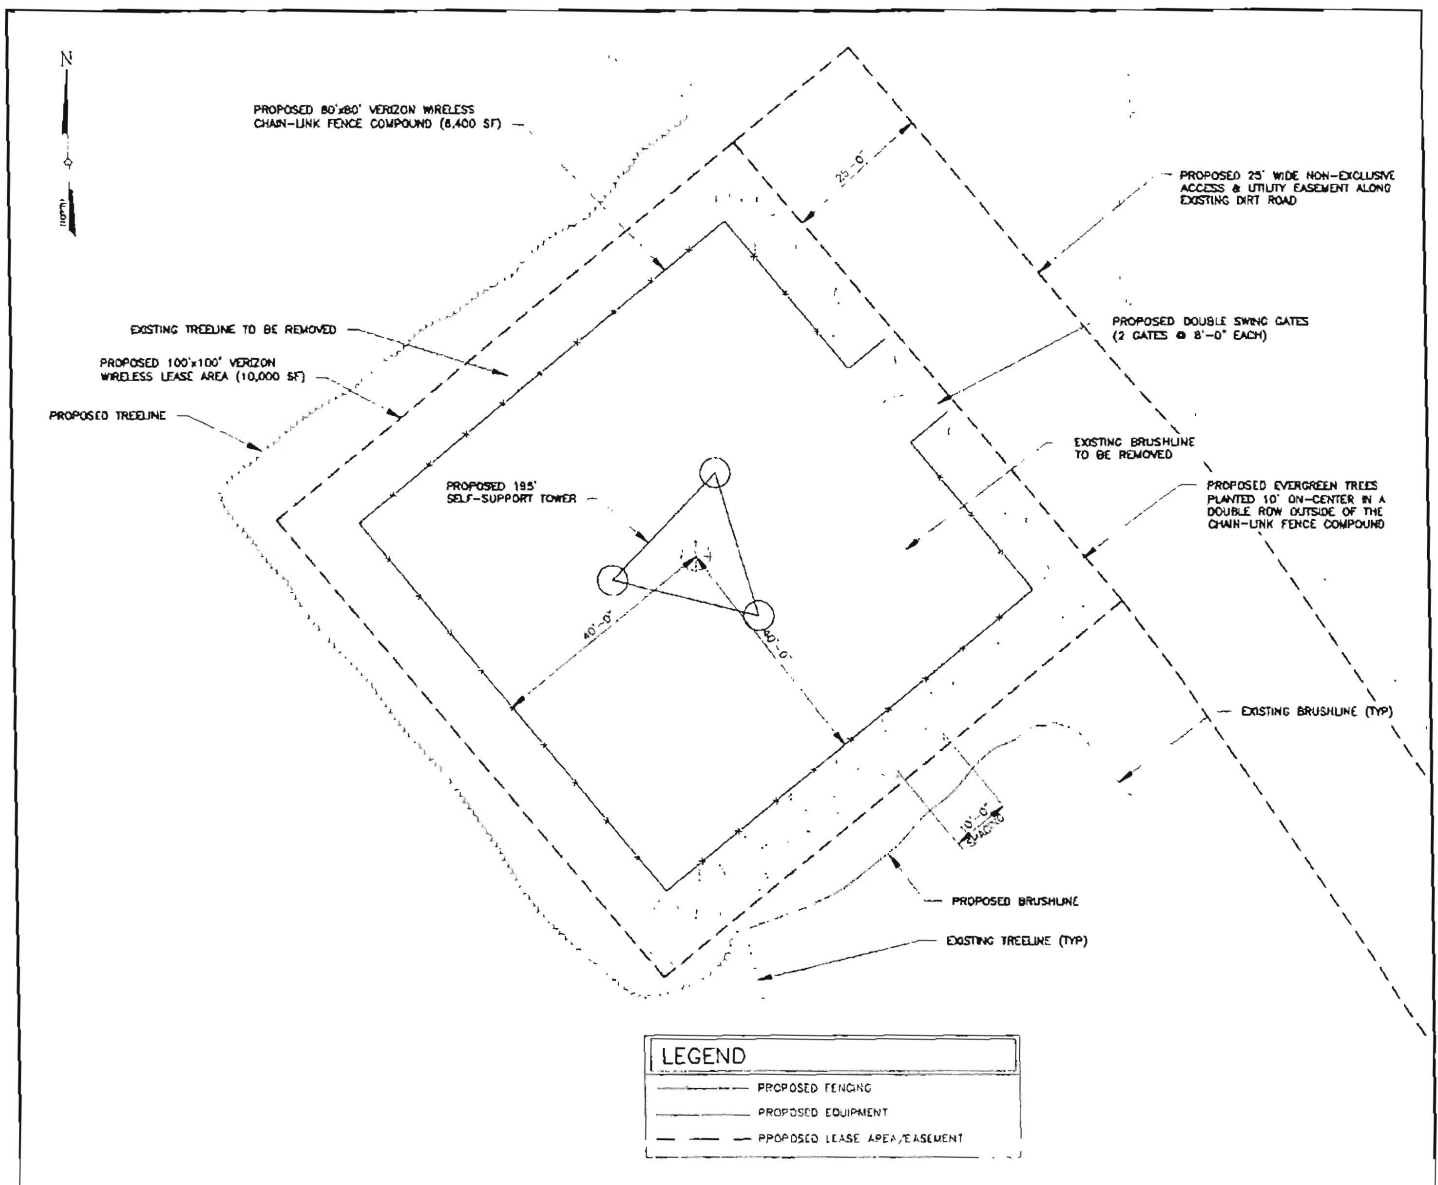 N
NORTH
PROPOSED 80'x80' VERIZON WIRELESS
CHAIN-LINK FENCE COMPOUND (6,400 SF)
25'-0"
PROPOSED 25' WIDE NON-EXCLUSIVE
ACCESS & UTILITY EASEMENT ALONG
EXISTING DIRT ROAD
EXISTING TREELINE TO BE REMOVED
PROPOSED DOUBLE SWING GATES
(2 GATES @ 8'-0" EACH)
PROPOSED 100'x100' VERIZON
WIRELESS LEASE AREA (10,000 SF)
PROPOSED TREELINE
EXISTING BRUSHLINE
TO BE REMOVED
PROPOSED 195'
SELF-SUPPORT TOWER
PROPOSED EVERGREEN TREES
PLANTED 10' ON-CENTER IN A
DOUBLE ROW OUTSIDE OF THE
CHAIN-LINK FENCE COMPOUND
40'-0"
40'-0"
EXISTING BRUSHLINE (TYP)
10'-0"
SPACING
PROPOSED BRUSHLINE
EXISTING TREELINE (TYP)
LEGEND
PROPOSED FENCING
PROPOSED EQUIPMENT
PROPOSED LEASE AREA/EASEMENT